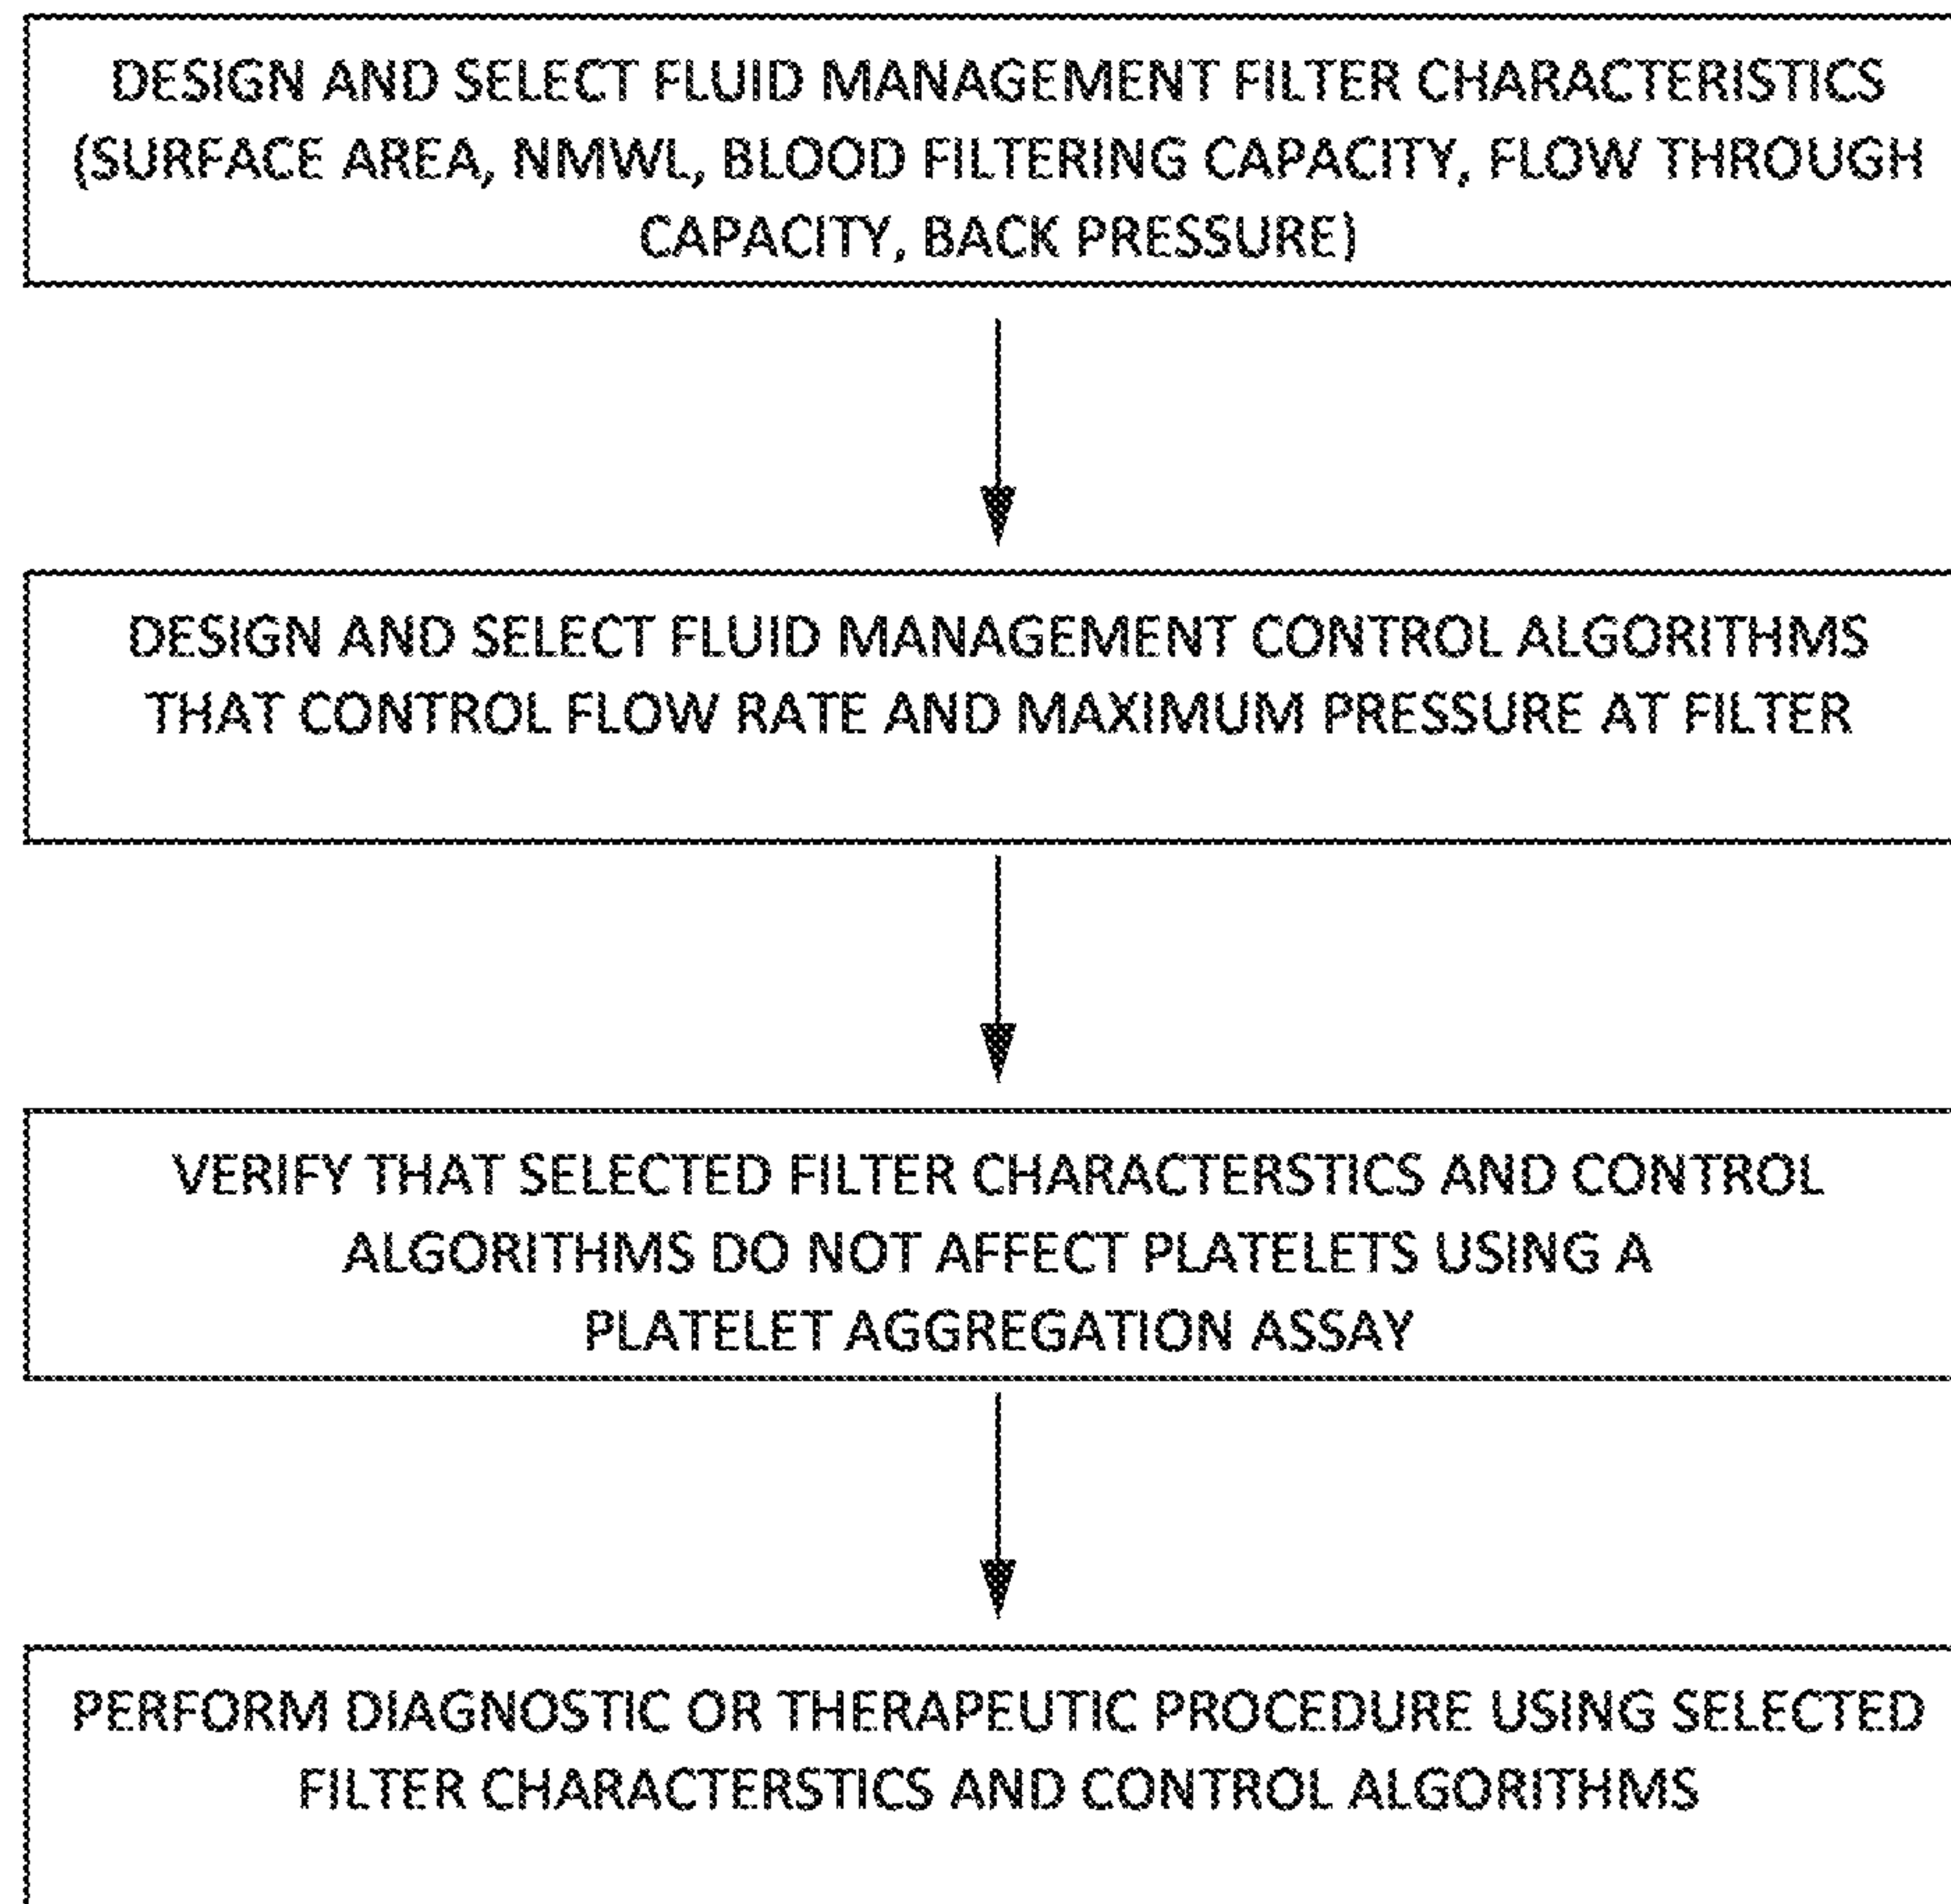 DESIGN AND SELECT FLUID MANAGEMENT FILTER CHARACTERISTICS
(SURFACE AREA, NMWL, BLOOD FILTERING CAPACITY, FLOW THROUGH
CAPACITY, BACK PRESSURE)
DESIGN AND SELECT FLUID MANAGEMENT CONTROL ALGORITHMS
THAT CONTROL FLOW RATE AND MAXIMUM PRESSURE AT FILTER
VERIFY THAT SELECTED FILTER CHARACTERSTICS AND CONTROL
ALGORITHMS DO NOT AFFECT PLATELETS USING A
PLATELET AGGREGATION ASSAY
PERFORM DIAGNOSTIC OR THERAPEUTIC PROCEDURE USING SELECTED
FILTER CHARACTERSTICS AND CONTROL ALGORITHMS